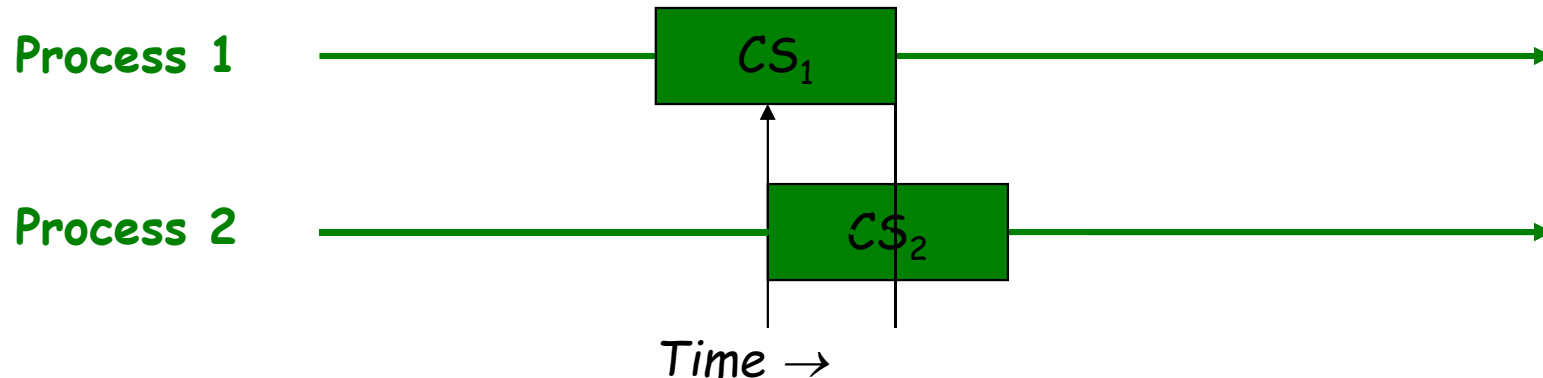 Process 1
CS₁
Process 2
CS₂
Time →